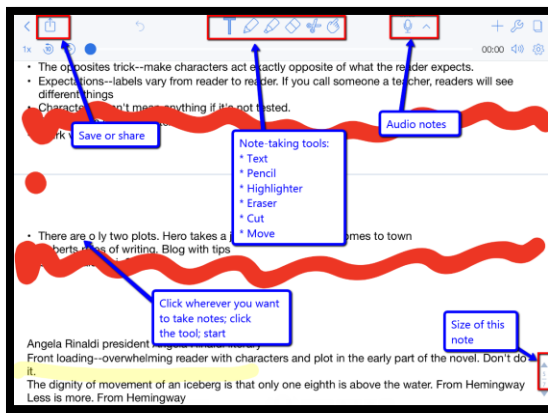 1x
00:00
• The opposites trick--make characters act exactly opposite of what the reader expects.
• Expectations--labels vary from reader to reader. If you call someone a teacher, readers will see
different things
• Character n't mean anything if it's not tested.
Save or share
Audio notes
Note-taking tools:
* Text
* Pencil
* Highlighter
* Eraser
* Cut
* Move
• There are o ly two plots. Hero takes a omes to town
of writing. Blog with tips
Click wherever you want
to take notes; click
the tool; start
Size of this
note
Angela Rinaldi president Angela Rinaldi literary
Front loading--overwhelming reader with characters and plot in the early part of the novel. Don't do
it.
The dignity of movement of an iceberg is that only one eighth is above the water. From Hemingway
Less is more. From Hemingway